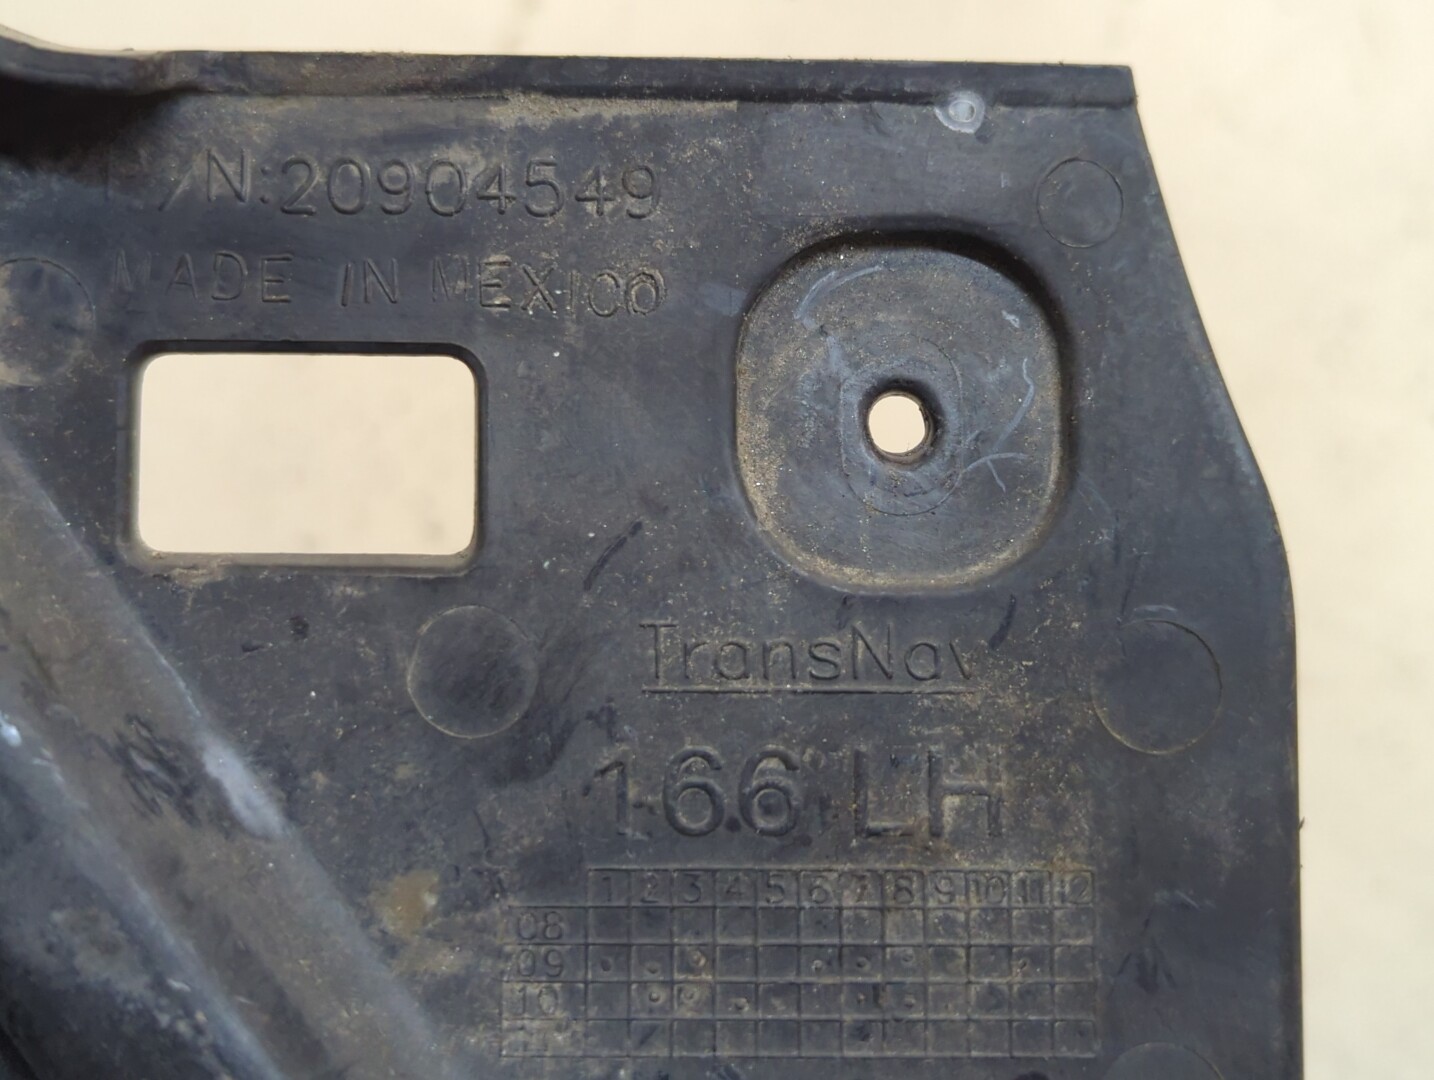 /N:20904549
MADE IN MEXICO
TransNav
166 LH
1 2 3 4 5 6 7 8 9 10 11 12
08
09
10